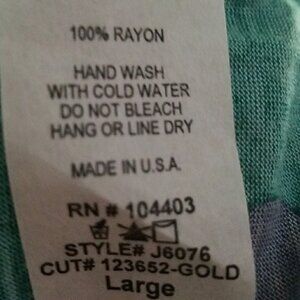 100% RAYON
HAND WASH
WITH COLD WATER
DO NOT BLEACH
HANG OR LINE DRY
MADE IN U.S.A.
RN # 104403
STYLE# J6076
CUT# 123652-GOLD
Large